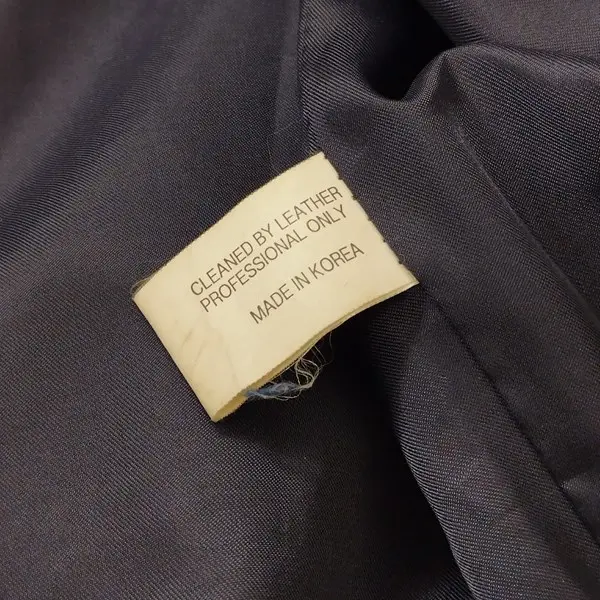 CLEANED BY LEATHER
PROFESSIONAL ONLY
MADE IN KOREA